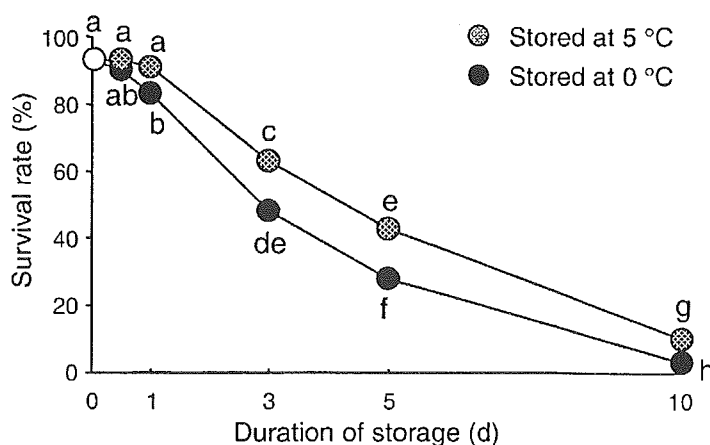 a
a
a
100
80
60
40
20
0
Survival rate (%)
Stored at 5 °C
Stored at 0 °C
ab
b
c
de
e
f
g
h
0
1
3
5
10
Duration of storage (d)